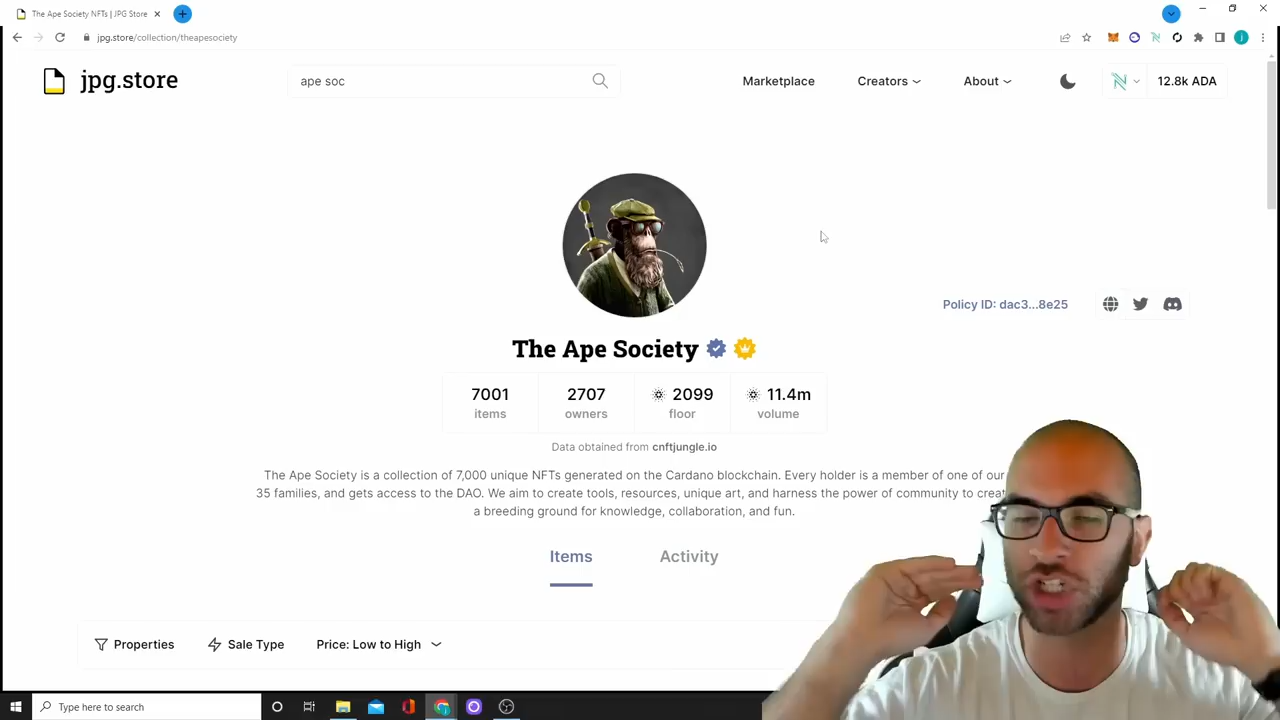 The Ape Society NFTs | JPG Store
jpg.store/collection/theapesociety
jpg.store
ape soc
Marketplace
Creators
About
12.8k ADA
Policy ID: dac3...8e25
The Ape Society
7001
items
2707
owners
2099
floor
11.4m
volume
Data obtained from cnftjungle.io
The Ape Society is a collection of 7,000 unique NFTs generated on the Cardano blockchain. Every holder is a member of one of our
35 families, and gets access to the DAO. We aim to create tools, resources, unique art, and harness the power of community to creat
a breeding ground for knowledge, collaboration, and fun.
Items
Activity
Properties
Sale Type
Price: Low to High
Type here to search